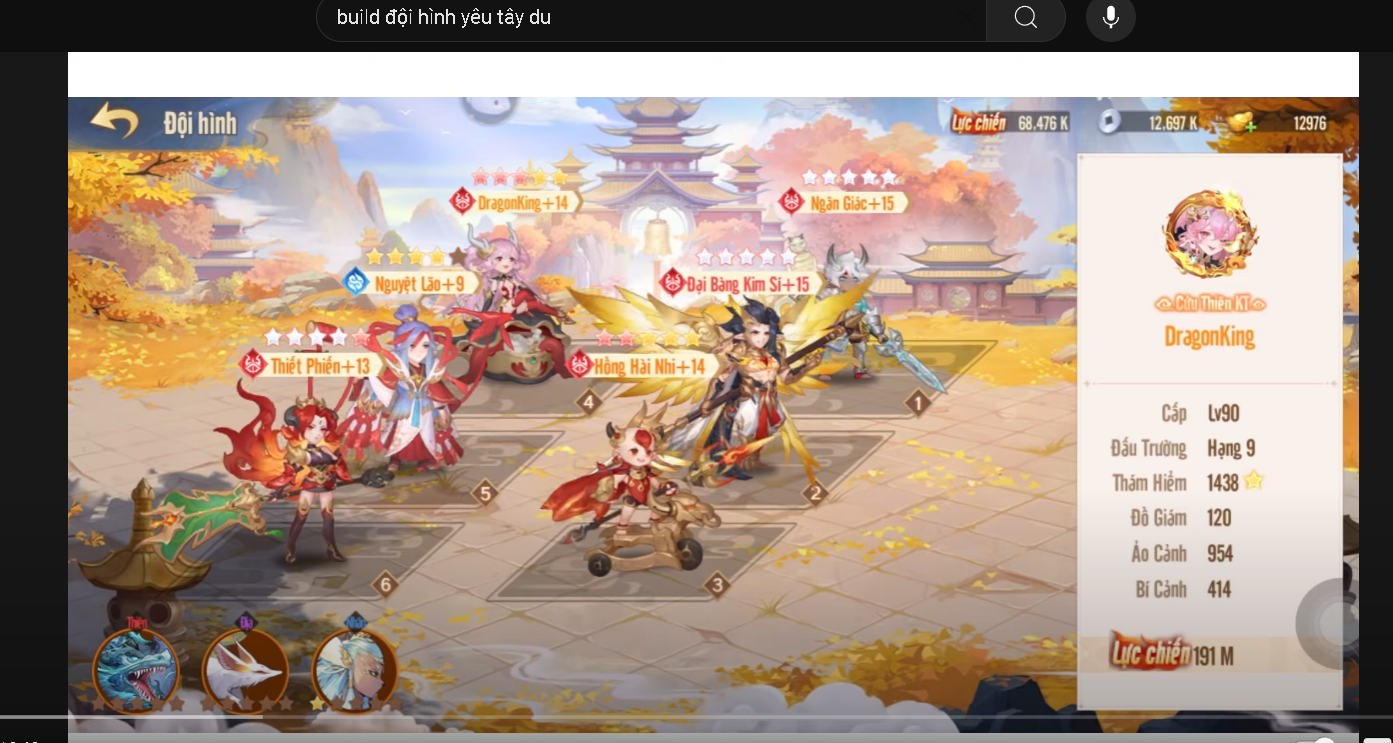 build đội hình yêu tây du
Đội hình
Lực chiến 68,476 K
12,697 K
12976
DragonKing+14
Ngân Giác+15
Nguyệt Lão+9
Đại Bàng Kim Sí+15
Thiết Phiến+13
Hồng Hài Nhi+14
4
1
5
2
6
3
Thiên
Địa
Nhân
Cửu Thiên KT
DragonKing
Cấp Lv90
Đấu Trường Hạng 9
Thám Hiểm 1438
Đồ Giám 120
Ảo Cảnh 954
Bí Cảnh 414
Lực chiến 191 M